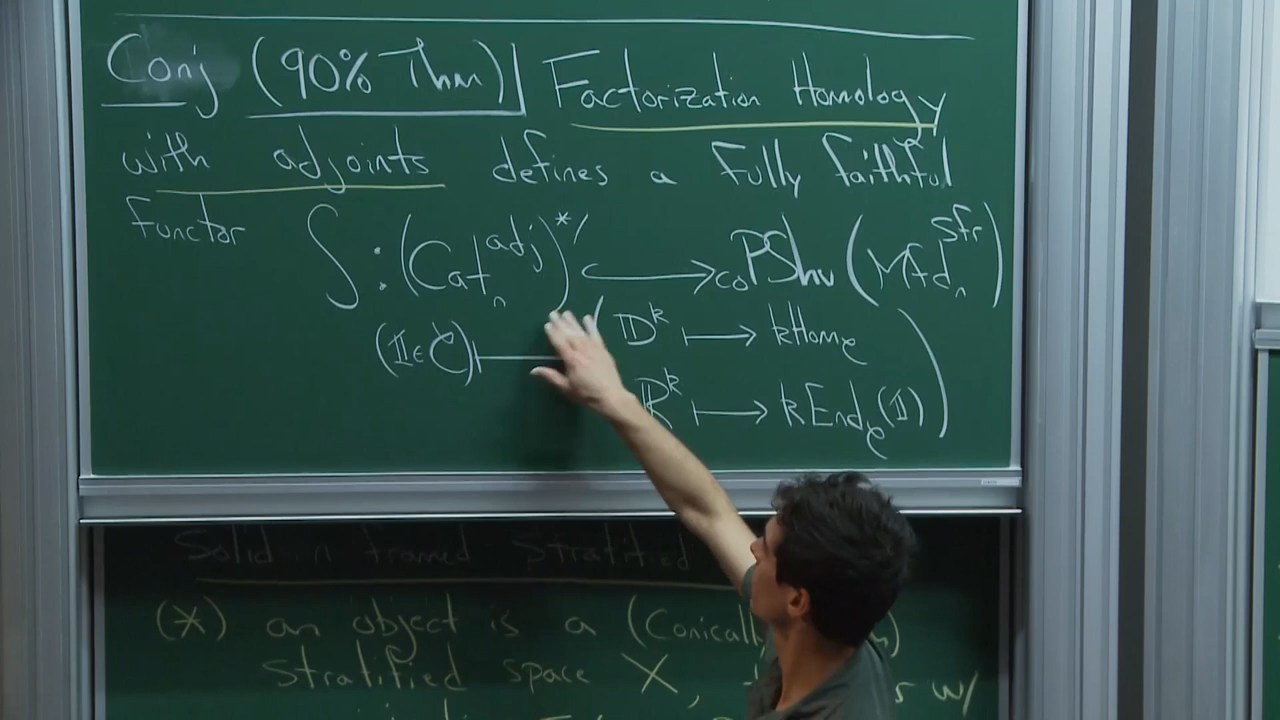 Conj (90% Thm) Factorization Homology
with adjoints defines a fully faithful
functor ∫ : (Cat_n^adj)^*/ ↪ coPShv (Mfd_n^sfr)
(𝟙 ∈ C) ⟼ ( 𝔻^k ⟼ kHom_C
ℝ^k ⟼ kEnd_C(𝟙) )
Solid n framed stratified
(*) an object is a (Conicall
stratified space X, w/